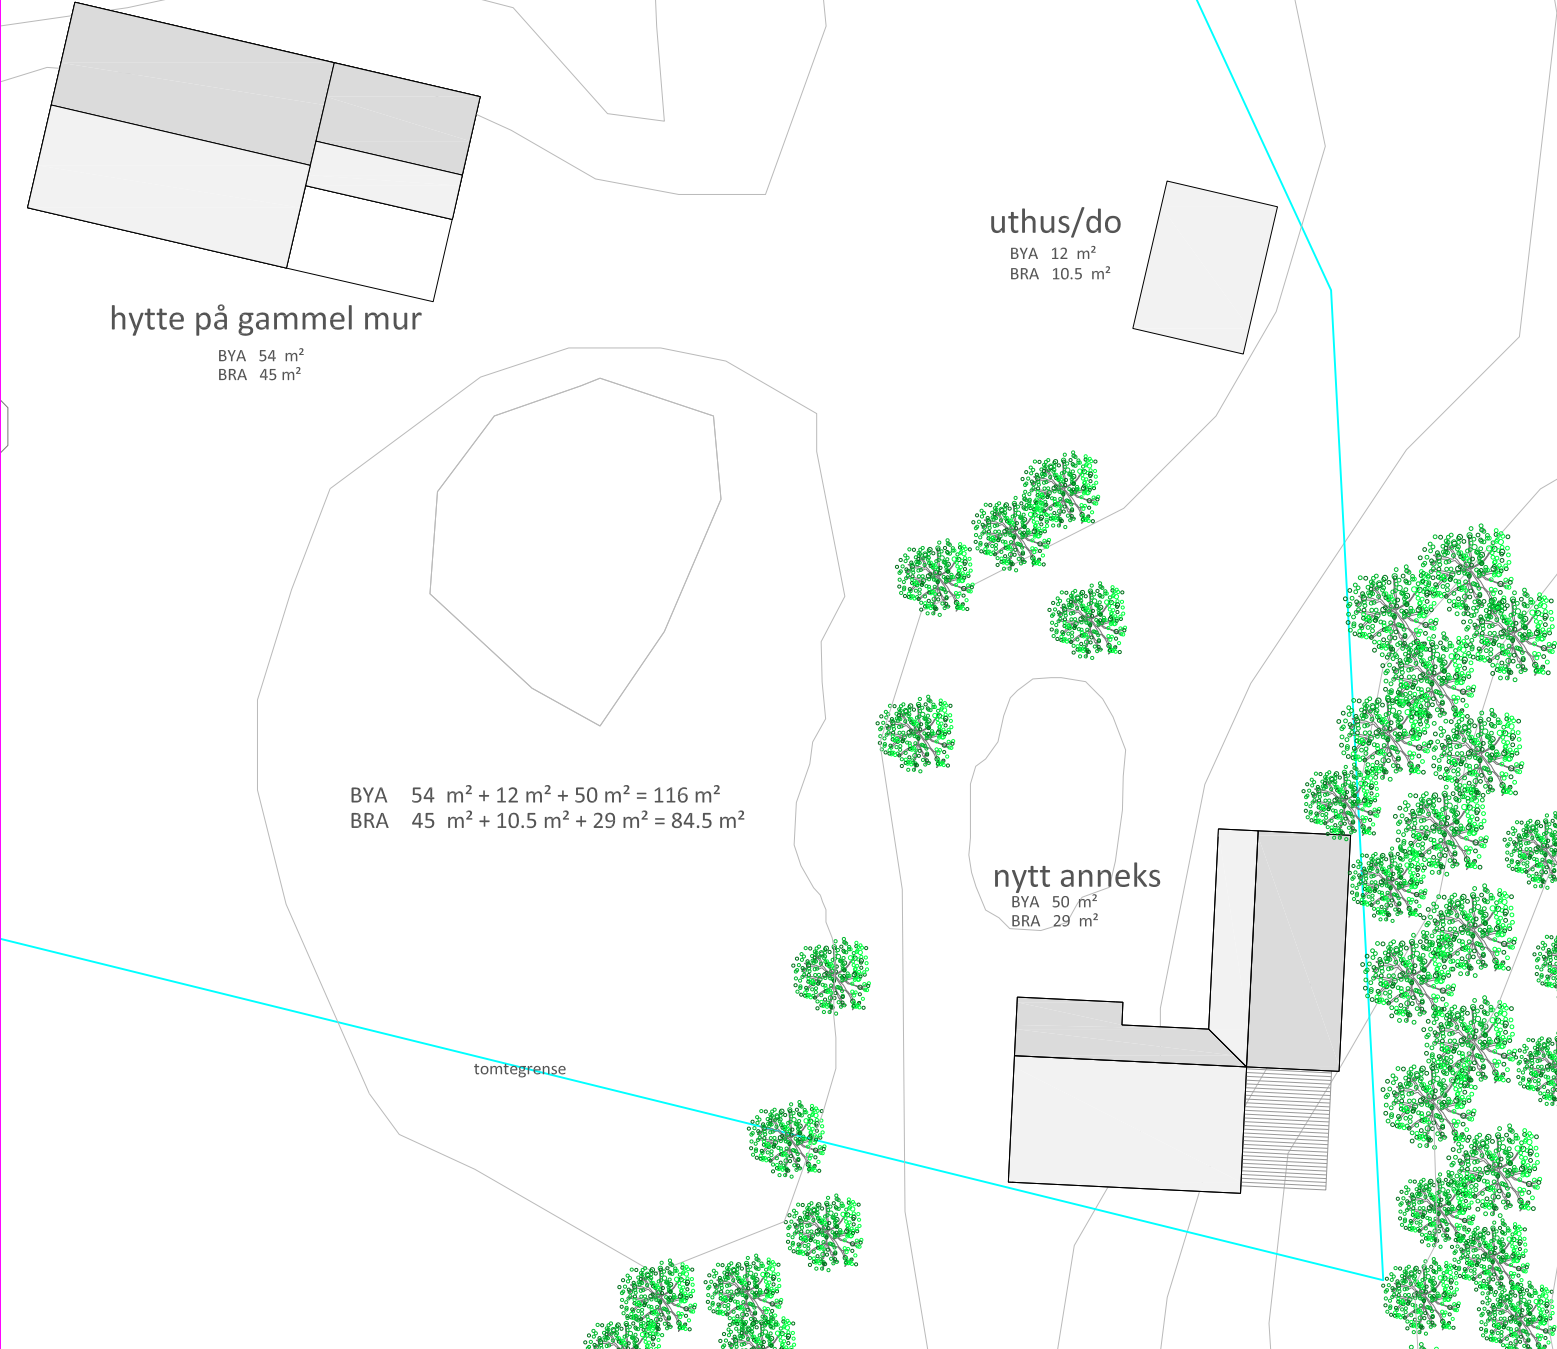 uthus/do
BYA 12 m²
BRA 10.5 m²
hytte på gammel mur
BYA 54 m²
BRA 45 m²
BYA 54 m² + 12 m² + 50 m² = 116 m²
BRA 45 m² + 10.5 m² + 29 m² = 84.5 m²
nytt anneks
BYA 50 m²
BRA 29 m²
tomtegrense